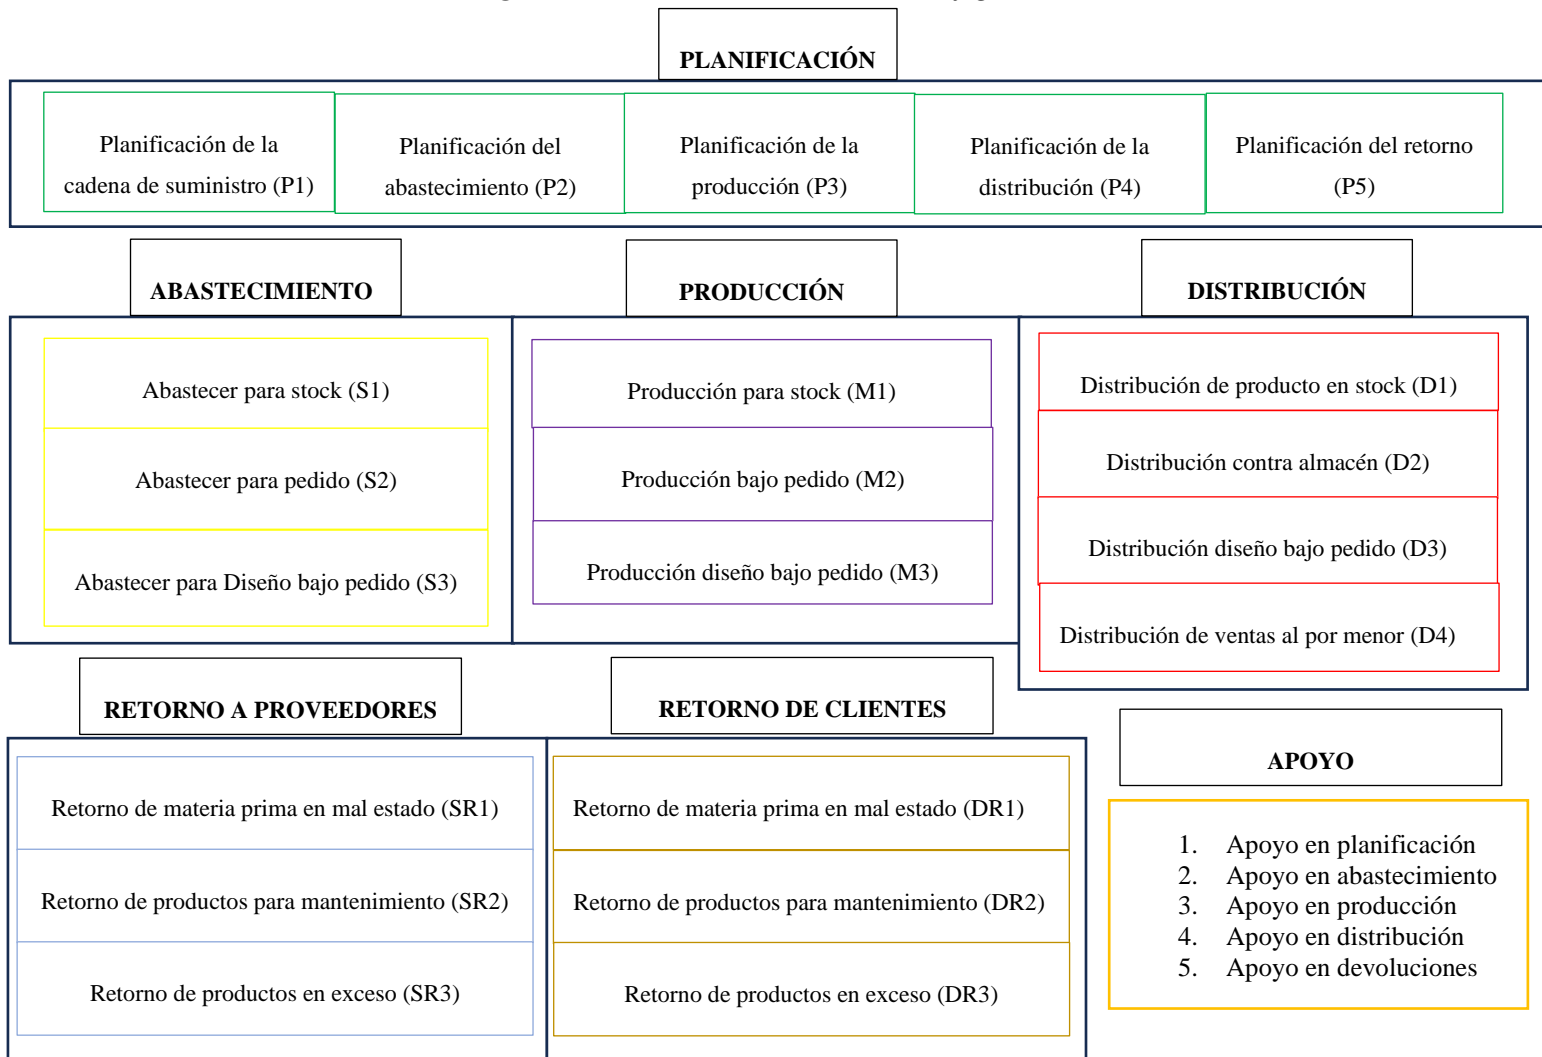 PLANIFICACIÓN
Planificación de la
cadena de suministro (P1)
Planificación del
abastecimiento (P2)
Planificación de la
producción (P3)
Planificación de la
distribución (P4)
Planificación del retorno
(P5)
ABASTECIMIENTO
Abastecer para stock (S1)
Abastecer para pedido (S2)
Abastecer para Diseño bajo pedido (S3)
PRODUCCIÓN
Producción para stock (M1)
Producción bajo pedido (M2)
Producción diseño bajo pedido (M3)
DISTRIBUCIÓN
Distribución de producto en stock (D1)
Distribución contra almacén (D2)
Distribución diseño bajo pedido (D3)
Distribución de ventas al por menor (D4)
RETORNO A PROVEEDORES
Retorno de materia prima en mal estado (SR1)
Retorno de productos para mantenimiento (SR2)
Retorno de productos en exceso (SR3)
RETORNO DE CLIENTES
Retorno de materia prima en mal estado (DR1)
Retorno de productos para mantenimiento (DR2)
Retorno de productos en exceso (DR3)
APOYO
1. Apoyo en planificación
2. Apoyo en abastecimiento
3. Apoyo en producción
4. Apoyo en distribución
5. Apoyo en devoluciones